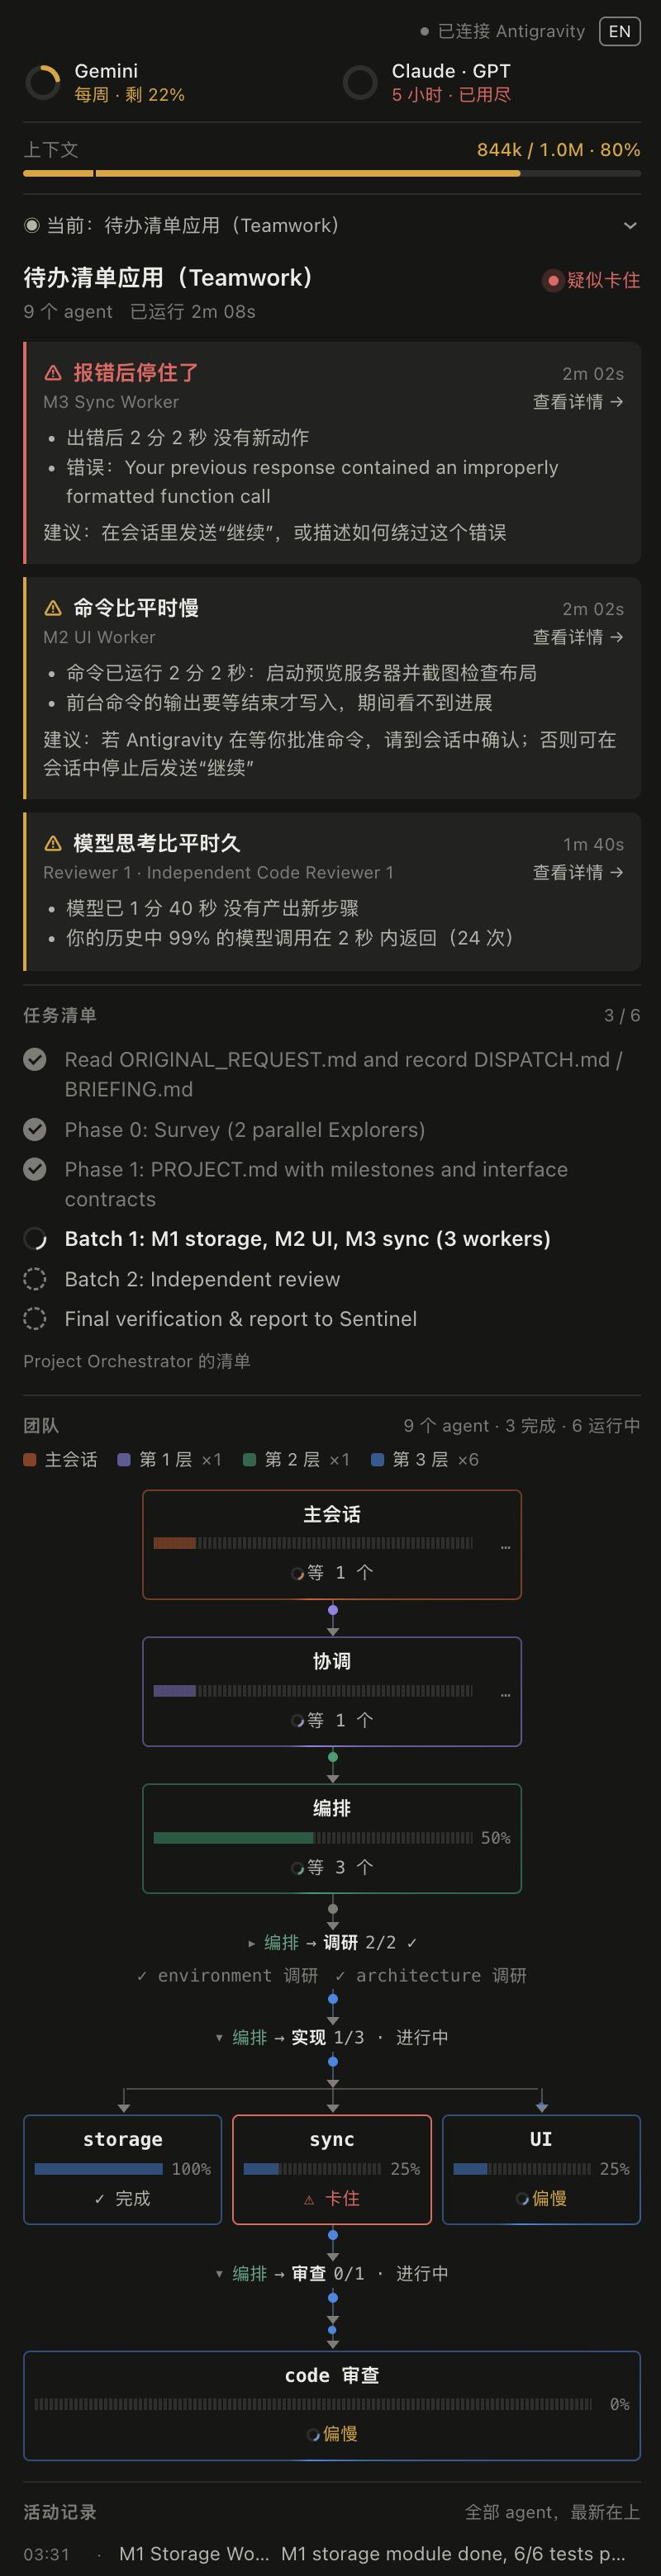 已连接 Antigravity EN
Gemini
每周 · 剩 22%
Claude · GPT
5 小时 · 已用尽
上下文 844k / 1.0M · 80%
当前：待办清单应用（Teamwork）
待办清单应用（Teamwork） 疑似卡住
9 个 agent 已运行 2m 08s
报错后停住了 2m 02s
M3 Sync Worker 查看详情 →
• 出错后 2 分 2 秒 没有新动作
• 错误：Your previous response contained an improperly
formatted function call
建议：在会话里发送“继续”，或描述如何绕过这个错误
命令比平时慢 2m 02s
M2 UI Worker 查看详情 →
• 命令已运行 2 分 2 秒：启动预览服务器并截图检查布局
• 前台命令的输出要等结束才写入，期间看不到进展
建议：若 Antigravity 在等你批准命令，请到会话中确认；否则可在
会话中停止后发送“继续”
模型思考比平时久 1m 40s
Reviewer 1 · Independent Code Reviewer 1 查看详情 →
• 模型已 1 分 40 秒 没有产出新步骤
• 你的历史中 99% 的模型调用在 2 秒 内返回（24 次）
任务清单 3 / 6
Read ORIGINAL_REQUEST.md and record DISPATCH.md /
BRIEFING.md
Phase 0: Survey (2 parallel Explorers)
Phase 1: PROJECT.md with milestones and interface
contracts
Batch 1: M1 storage, M2 UI, M3 sync (3 workers)
Batch 2: Independent review
Final verification & report to Sentinel
Project Orchestrator 的清单
团队 9 个 agent · 3 完成 · 6 运行中
主会话 第 1 层 ×1 第 2 层 ×1 第 3 层 ×6
主会话
…
等 1 个
协调
…
等 1 个
编排
50%
等 3 个
▸ 编排 → 调研 2/2 ✓
✓ environment 调研 ✓ architecture 调研
▾ 编排 → 实现 1/3 · 进行中
storage sync UI
100% 25% 25%
✓ 完成 ⚠ 卡住 偏慢
▾ 编排 → 审查 0/1 · 进行中
code 审查
0%
偏慢
活动记录 全部 agent，最新在上
03:31 · M1 Storage Wo… M1 storage module done, 6/6 tests p…